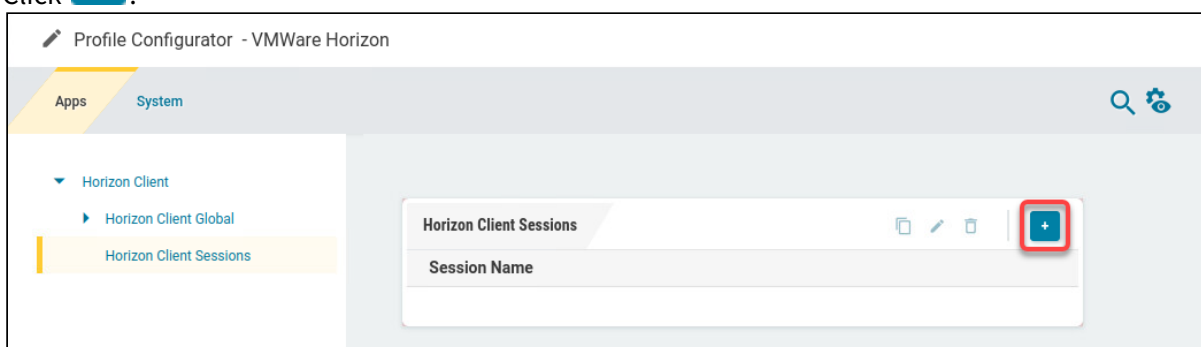 Click .
Profile Configurator - VMWare Horizon
Apps System
Horizon Client
Horizon Client Global
Horizon Client Sessions
Horizon Client Sessions
+
Session Name